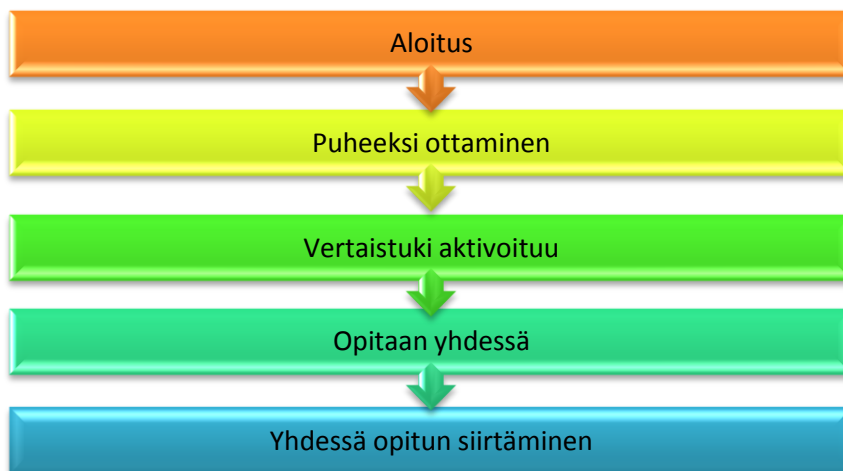 Aloitus
Puheeksi ottaminen
Vertaistuki aktivoituu
Opitaan yhdessä
Yhdessä opitun siirtäminen